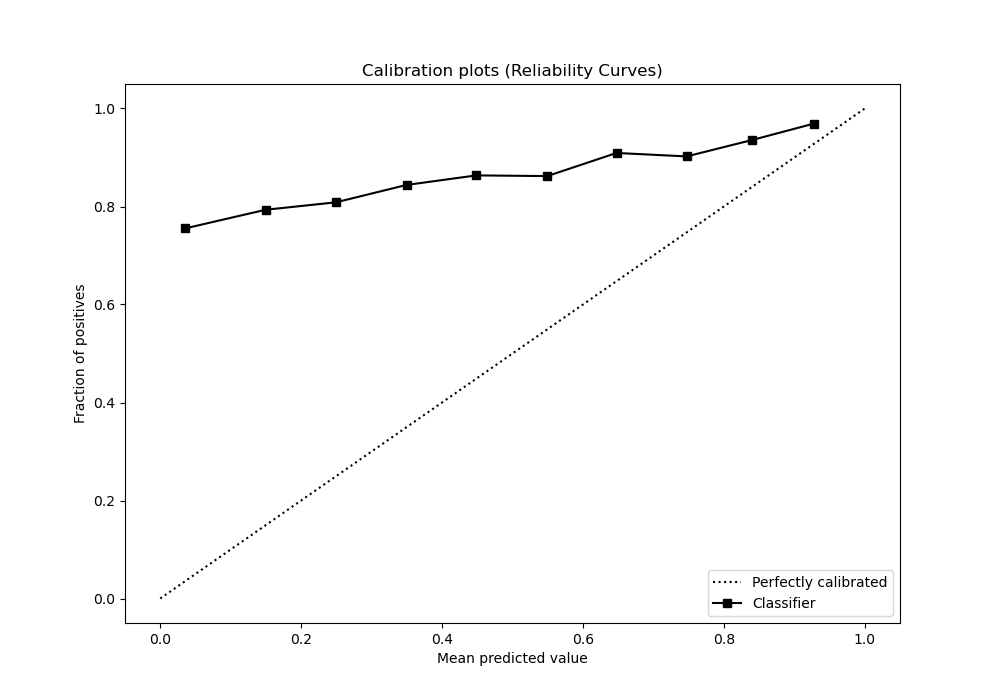 Calibration plots (Reliability Curves)
1.0
0.8
0.6
0.4
0.2
0.0
Fraction of positives
0.0 0.2 0.4 0.6 0.8 1.0
Mean predicted value
Perfectly calibrated
Classifier